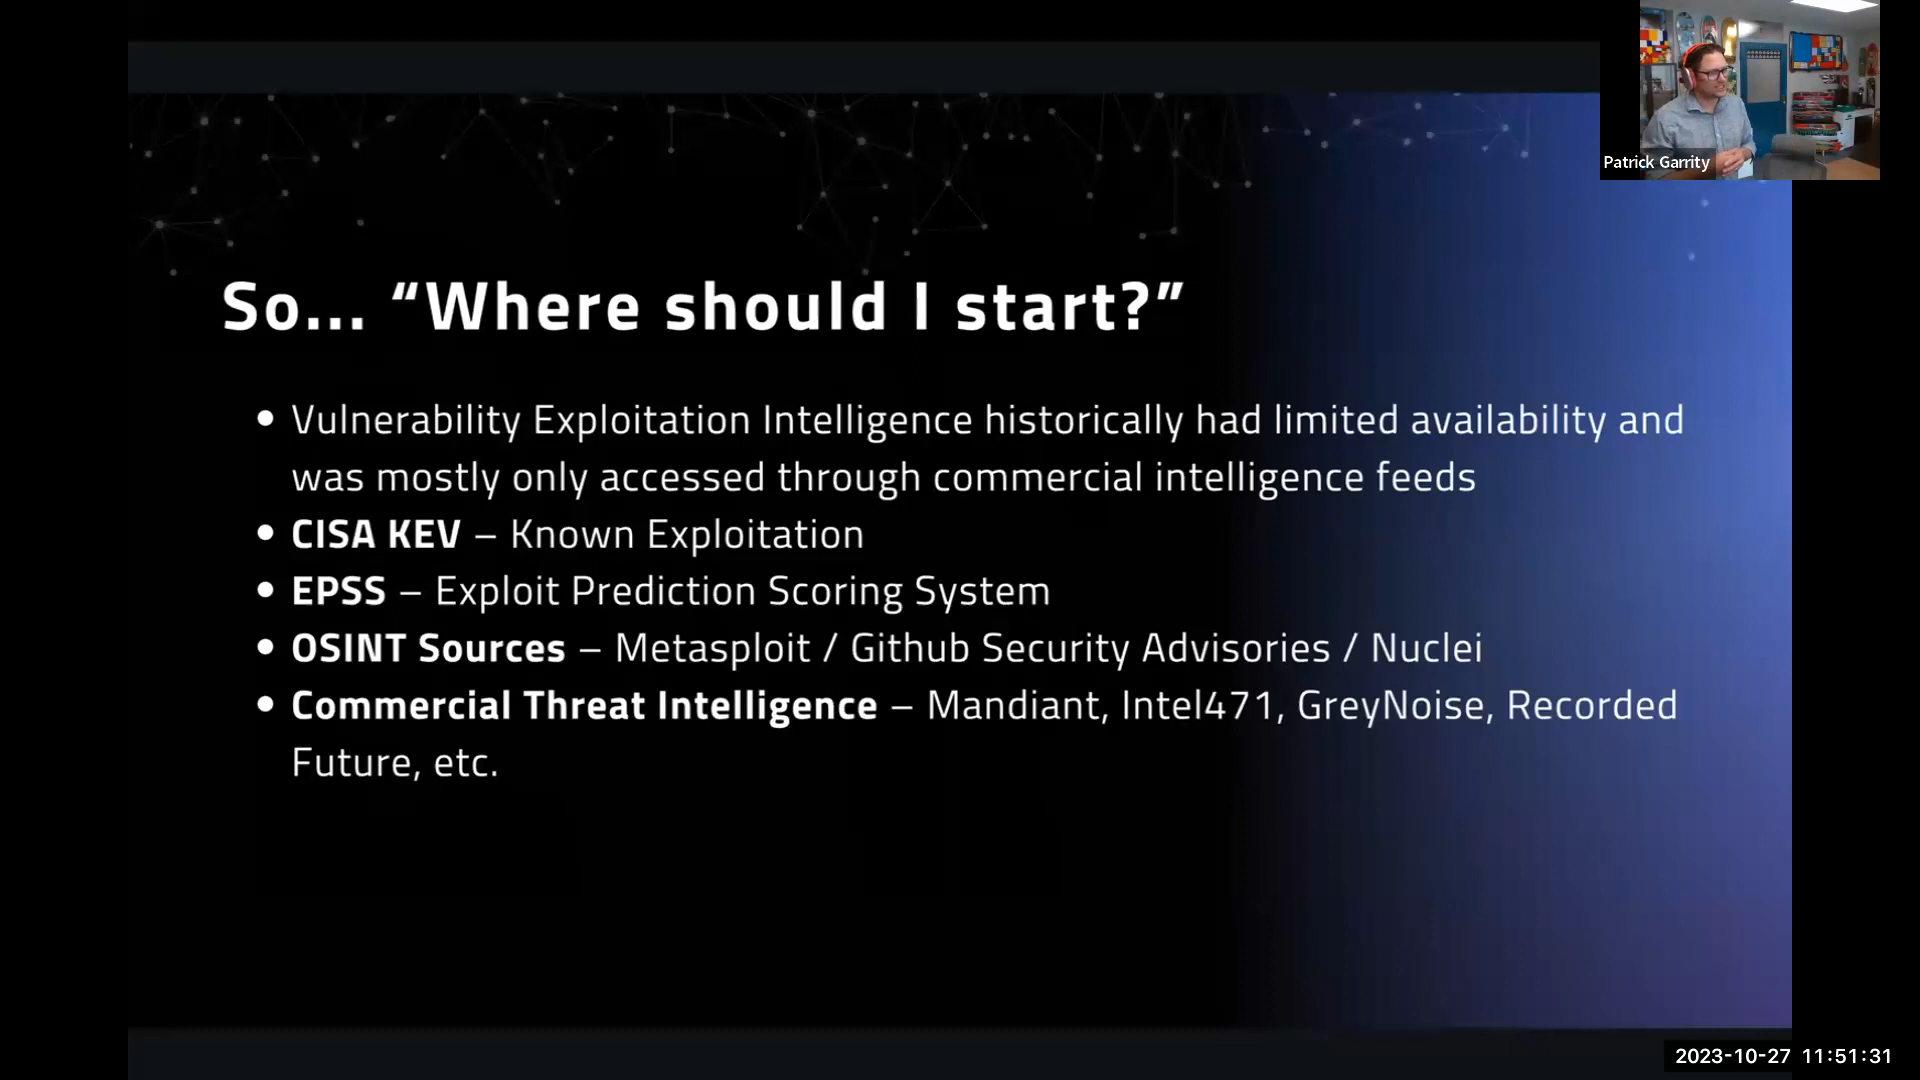 Patrick Garrity
So... “Where should I start?”
• Vulnerability Exploitation Intelligence historically had limited availability and
was mostly only accessed through commercial intelligence feeds
• CISA KEV – Known Exploitation
• EPSS – Exploit Prediction Scoring System
• OSINT Sources – Metasploit / Github Security Advisories / Nuclei
• Commercial Threat Intelligence – Mandiant, Intel471, GreyNoise, Recorded
Future, etc.
2023-10-27 11:51:31